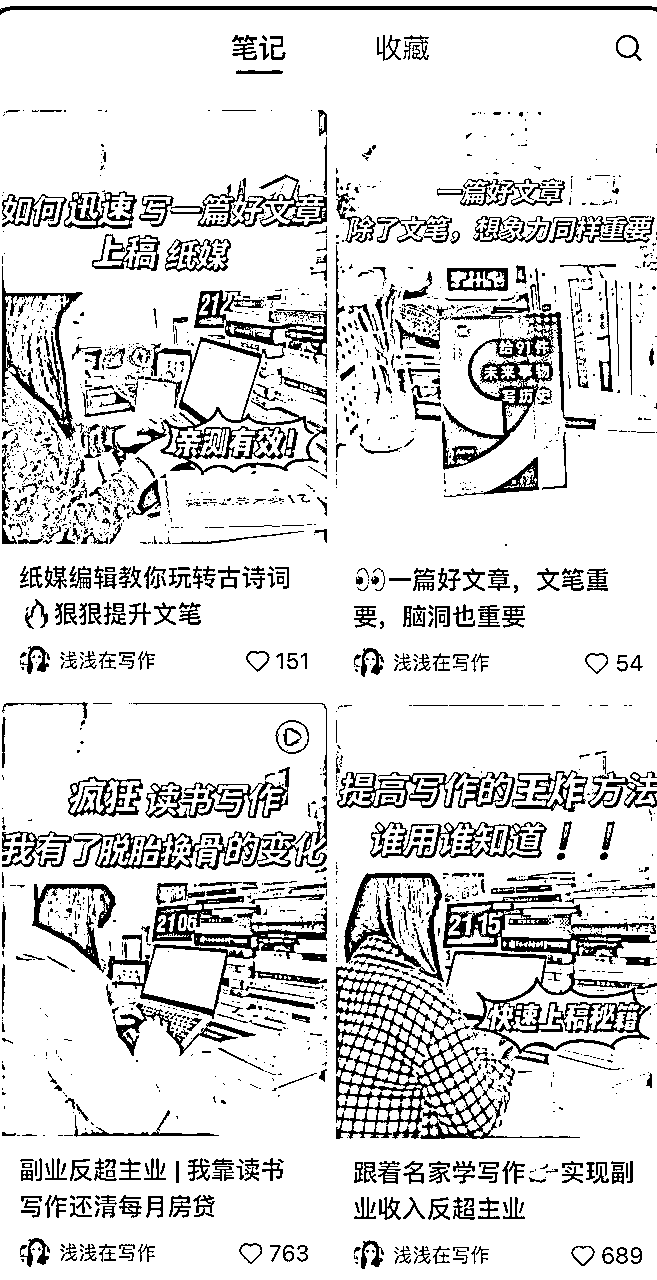 笔记
收藏
如何迅速写一篇好文章
上稿 纸媒
212
亲测有效!
纸媒编辑教你玩转古诗词
🔥狠狠提升文笔
浅浅在写作
151
一篇好文章
除了文笔，想象力同样重要
给91件
未来事物
写历史
👀一篇好文章，文笔重
要，脑洞也重要
浅浅在写作
54
疯狂 读书写作
我有了脱胎换骨的变化
2106
副业反超主业 | 我靠读书
写作还清每月房贷
浅浅在写作
763
提高写作的王炸方法
谁用谁知道！！
2115
快速上稿秘籍
跟着名家学写作👉实现副
业收入反超主业
浅浅在写作
689